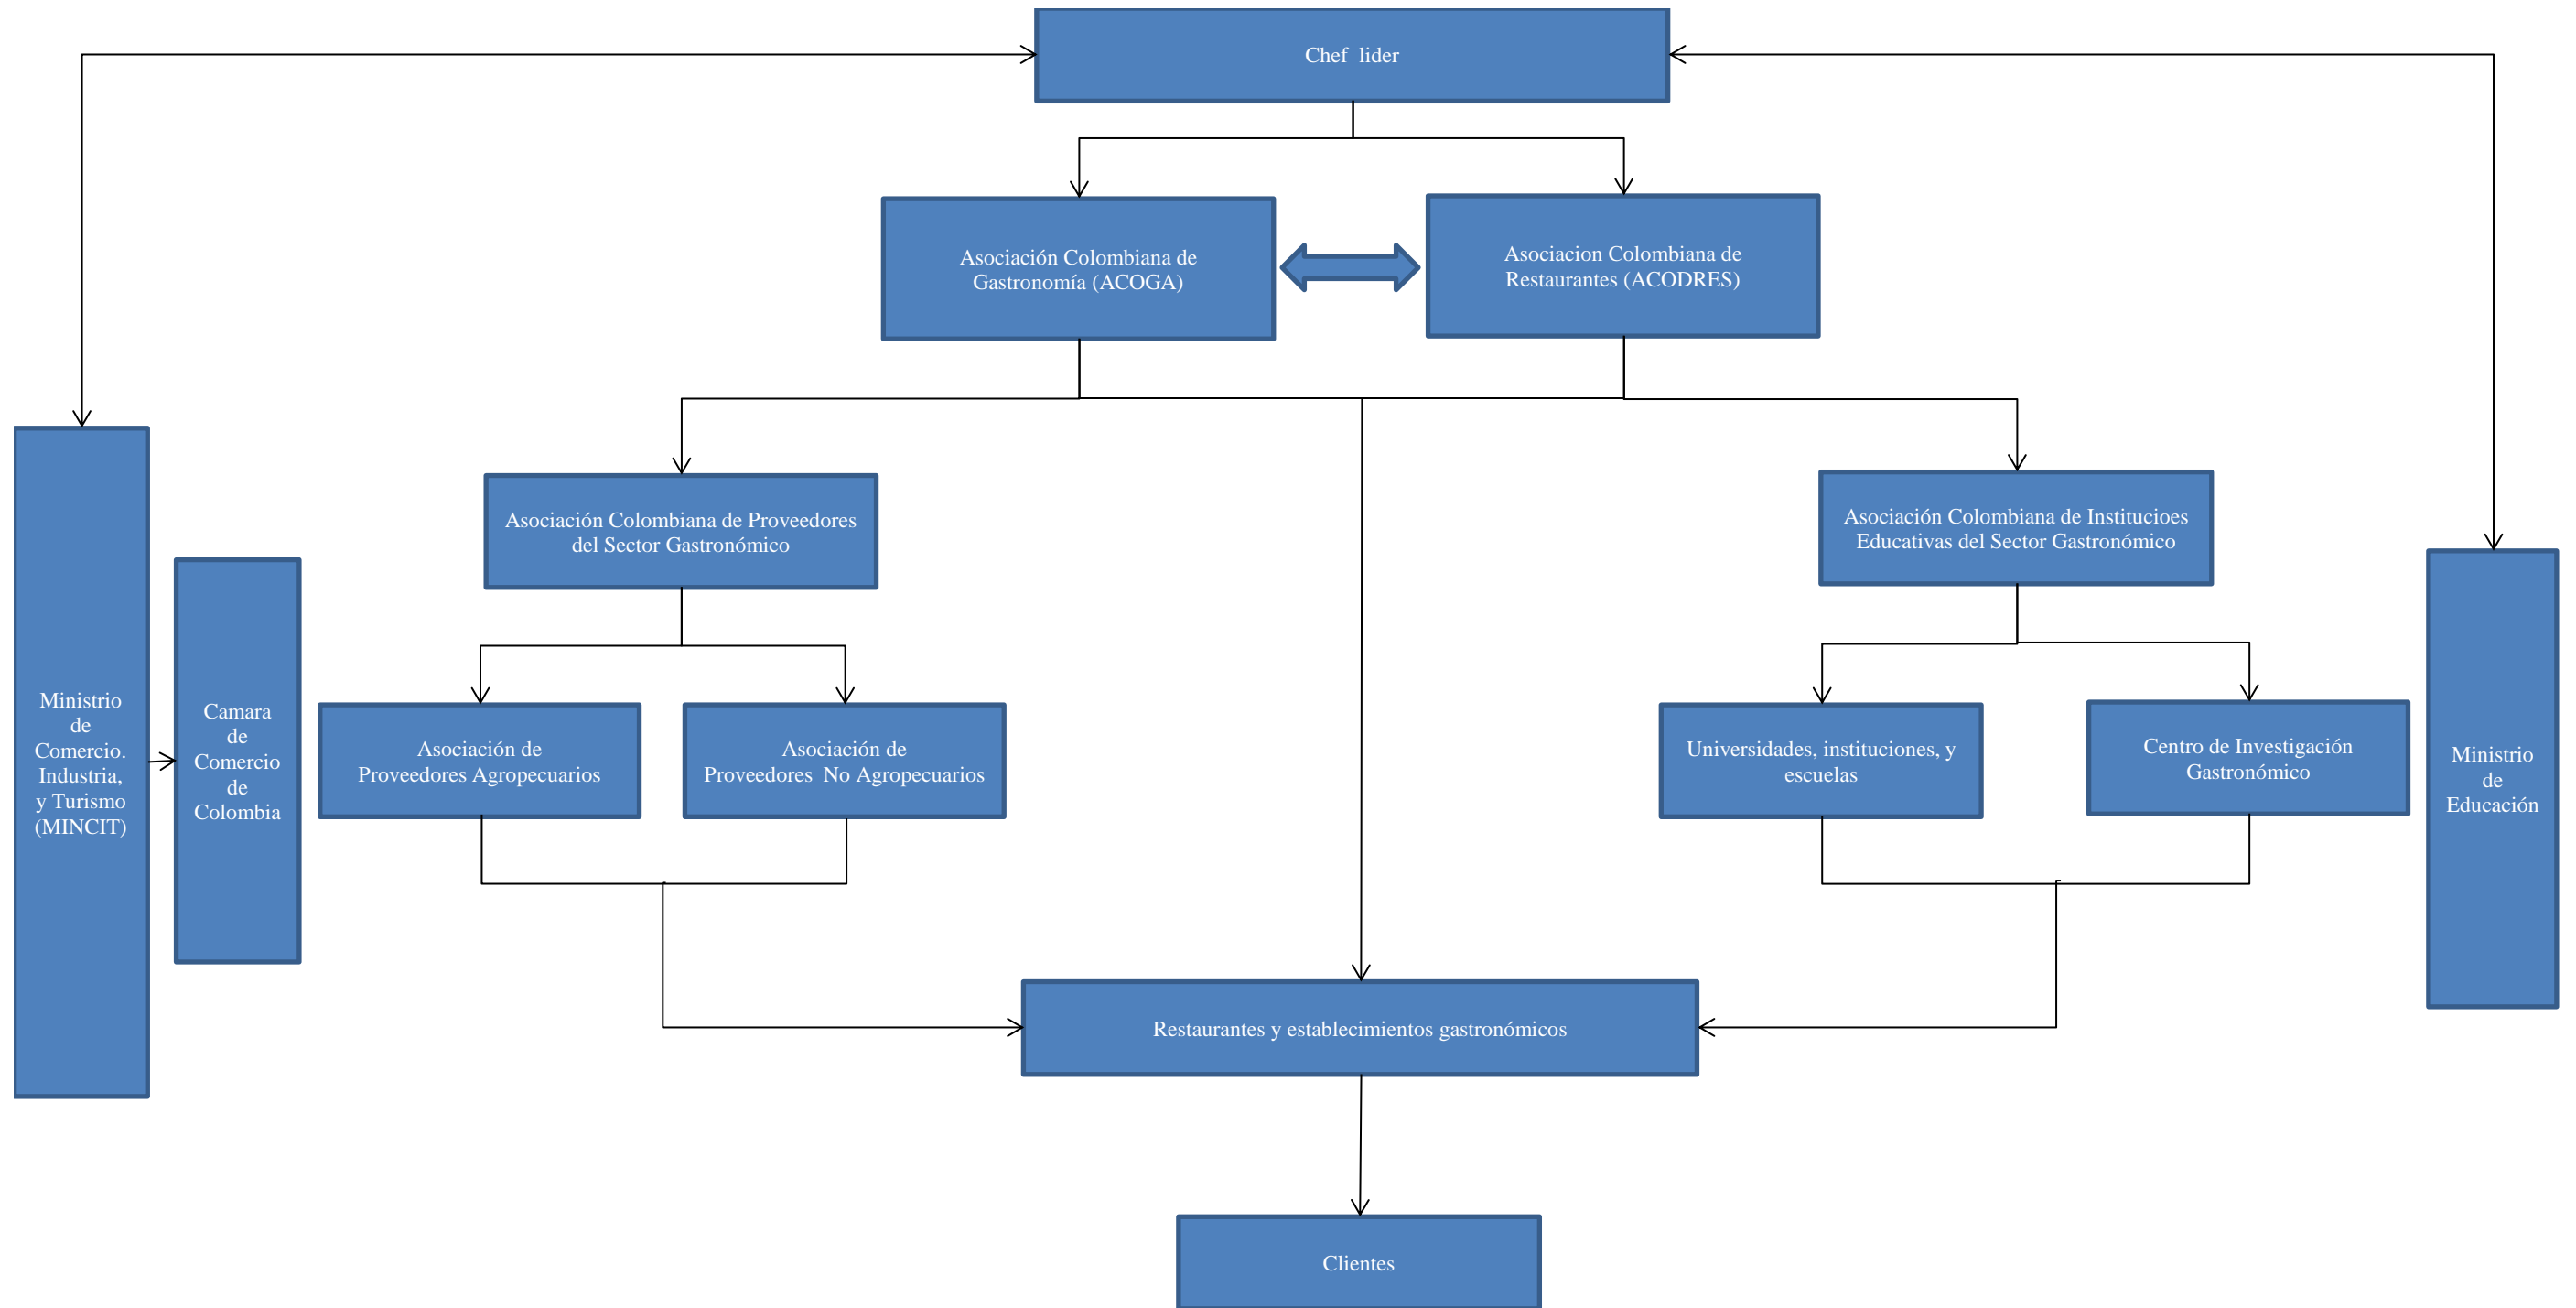 Chef lider
Asociación Colombiana de
Gastronomía (ACOGA)
Asociacion Colombiana de
Restaurantes (ACODRES)
Asociación Colombiana de Proveedores
del Sector Gastronómico
Asociación Colombiana de Institucioes
Educativas del Sector Gastronómico
Ministrio
de
Comercio.
Industria,
y Turismo
(MINCIT)
Camara
de
Comercio
de
Colombia
Asociación de
Proveedores Agropecuarios
Asociación de
Proveedores No Agropecuarios
Universidades, instituciones, y
escuelas
Centro de Investigación
Gastronómico
Ministrio
de
Educación
Restaurantes y establecimientos gastronómicos
Clientes